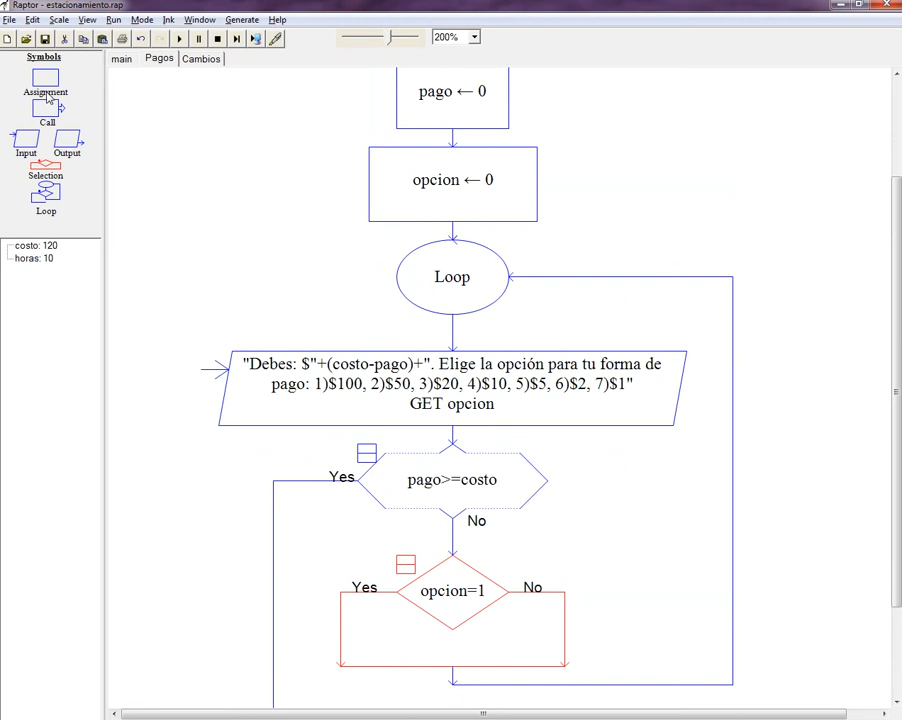 Raptor - estacionamiento.rap
File Edit Scale View Run Mode Ink Window Generate Help
200%
Symbols
Assignment
Call
Input Output
Selection
Loop
costo: 120
horas: 10
main Pagos Cambios
pago ← 0
opcion ← 0
Loop
"Debes: $"+(costo-pago)+". Elige la opción para tu forma de
pago: 1)$100, 2)$50, 3)$20, 4)$10, 5)$5, 6)$2, 7)$1"
GET opcion
Yes
pago>=costo
No
Yes
opcion=1
No